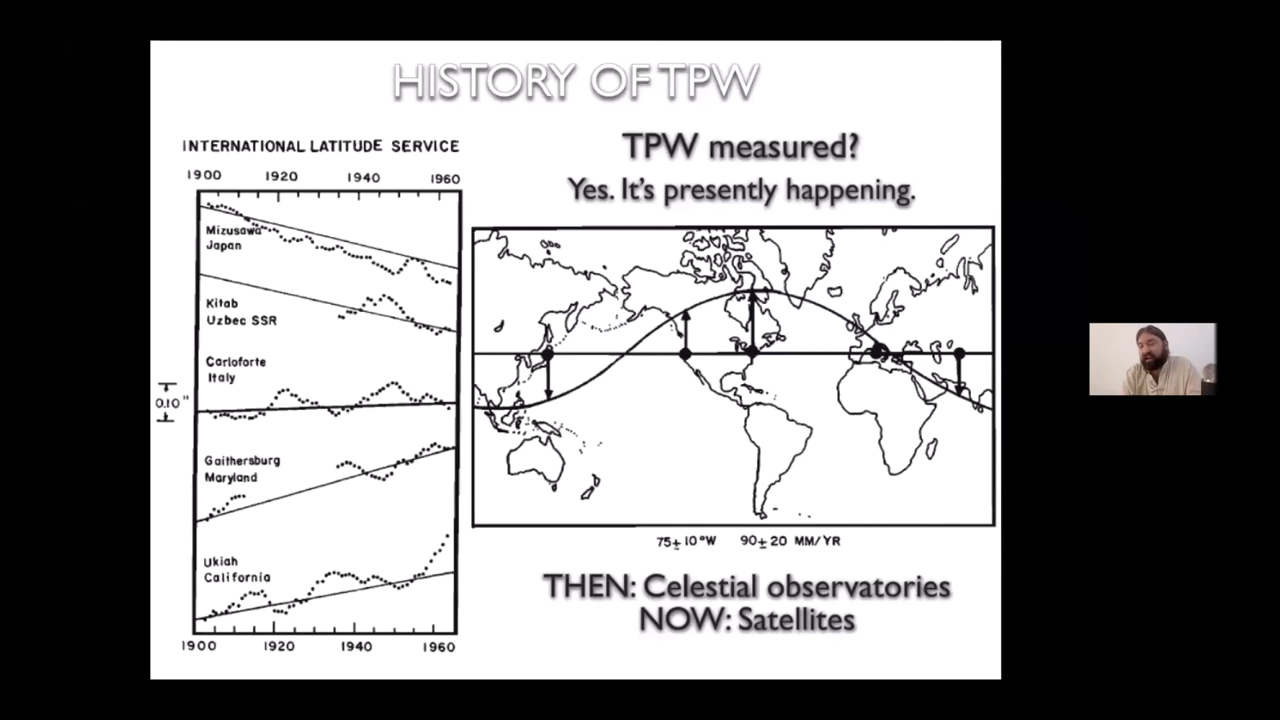 HISTORY OF TPW
INTERNATIONAL LATITUDE SERVICE
1900 1920 1940 1960
Mizusawa
Japan
Kitab
Uzbec SSR
Carloforte
Italy
0.10"
Gaithersburg
Maryland
Ukiah
California
1900 1920 1940 1960
TPW measured?
Yes. It's presently happening.
75±10°W 90±20 MM/YR
THEN: Celestial observatories
NOW: Satellites